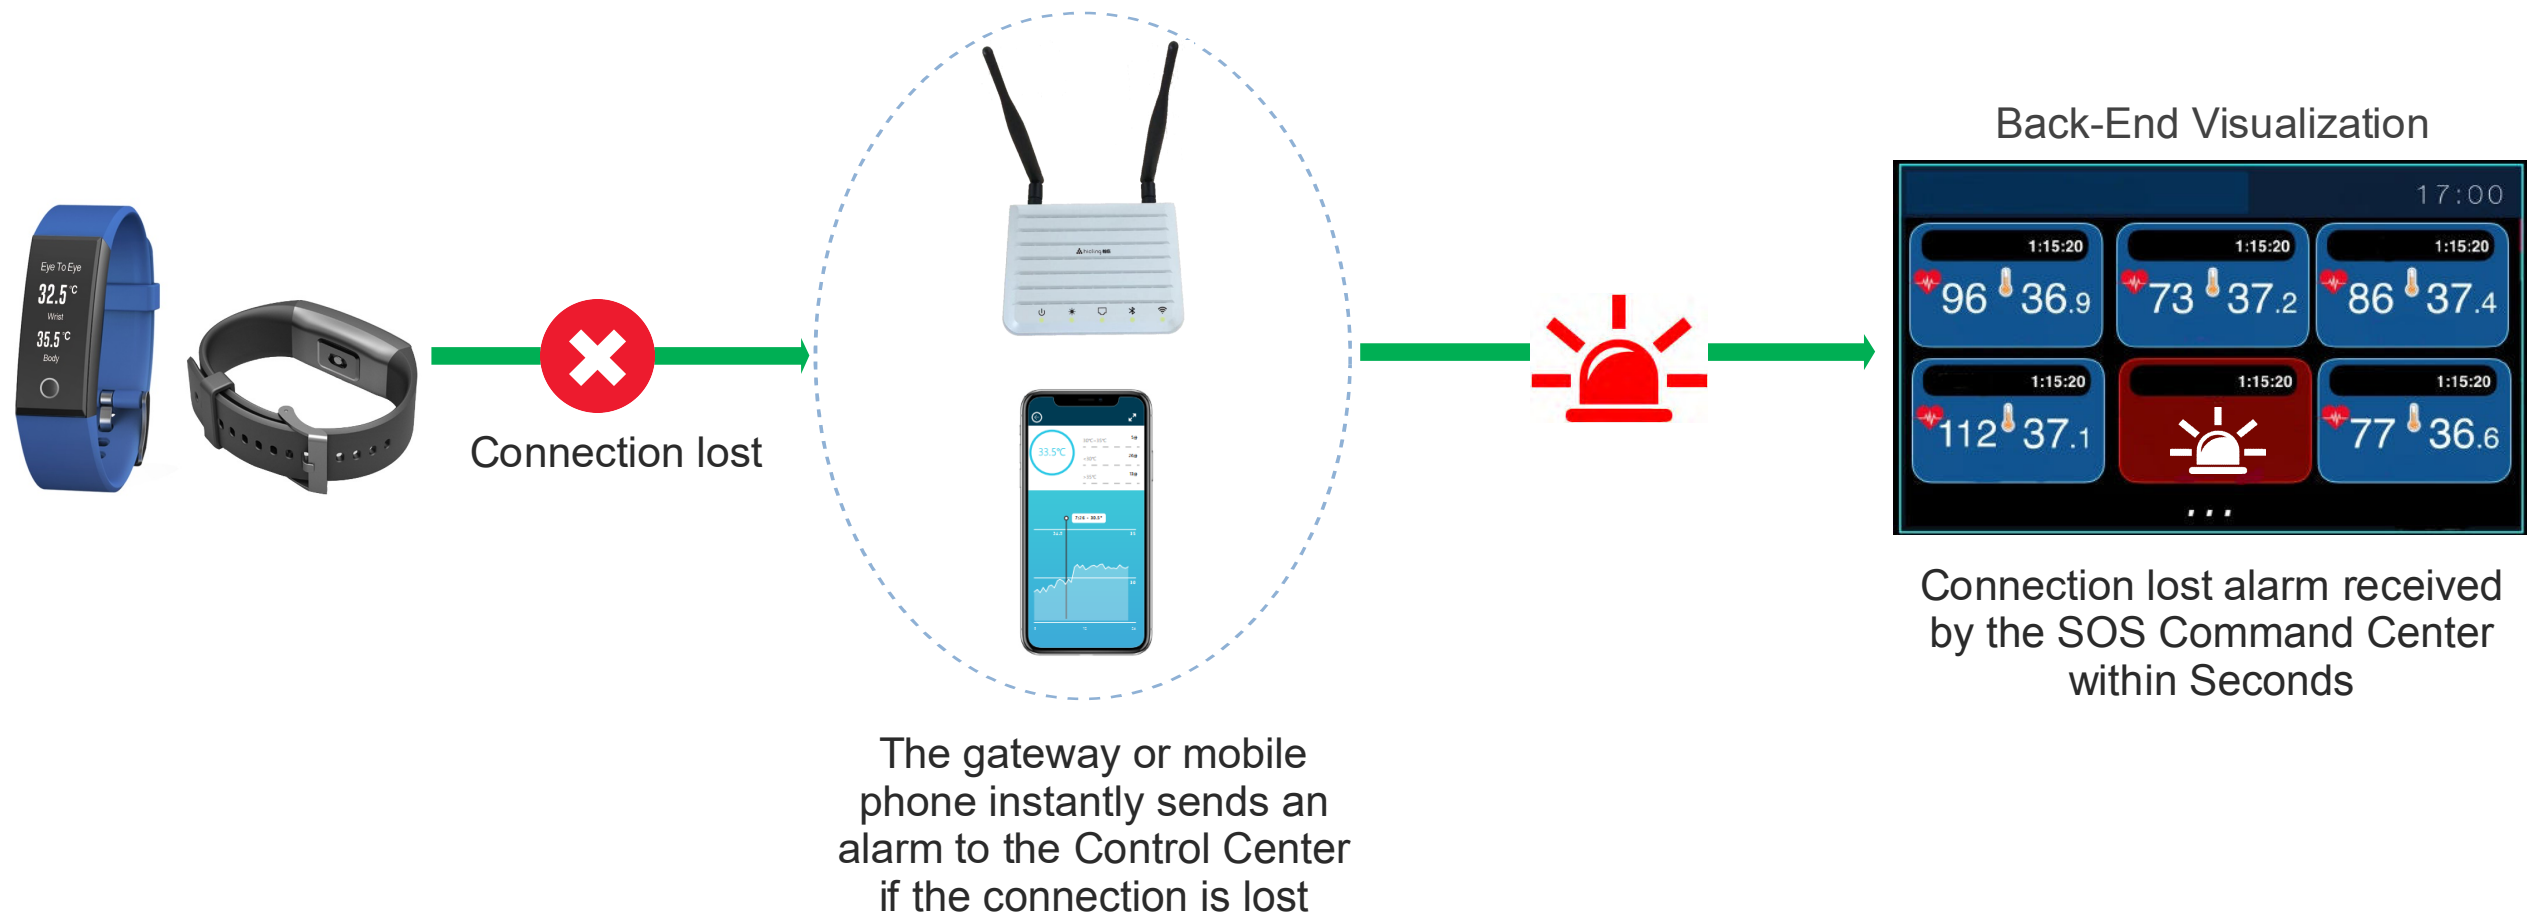 Back-End Visualization
17:00
1:15:20
1:15:20
1:15:20
96 36.9
73 37.2
86 37.4
1:15:20
1:15:20
1:15:20
112 37.1
77 36.6
...
Eye To Eye
32.5 °C
Wrist
35.5 °C
Body
Connection lost
33.5°C
Connection lost alarm received
by the SOS Command Center
within Seconds
The gateway or mobile
phone instantly sends an
alarm to the Control Center
if the connection is lost